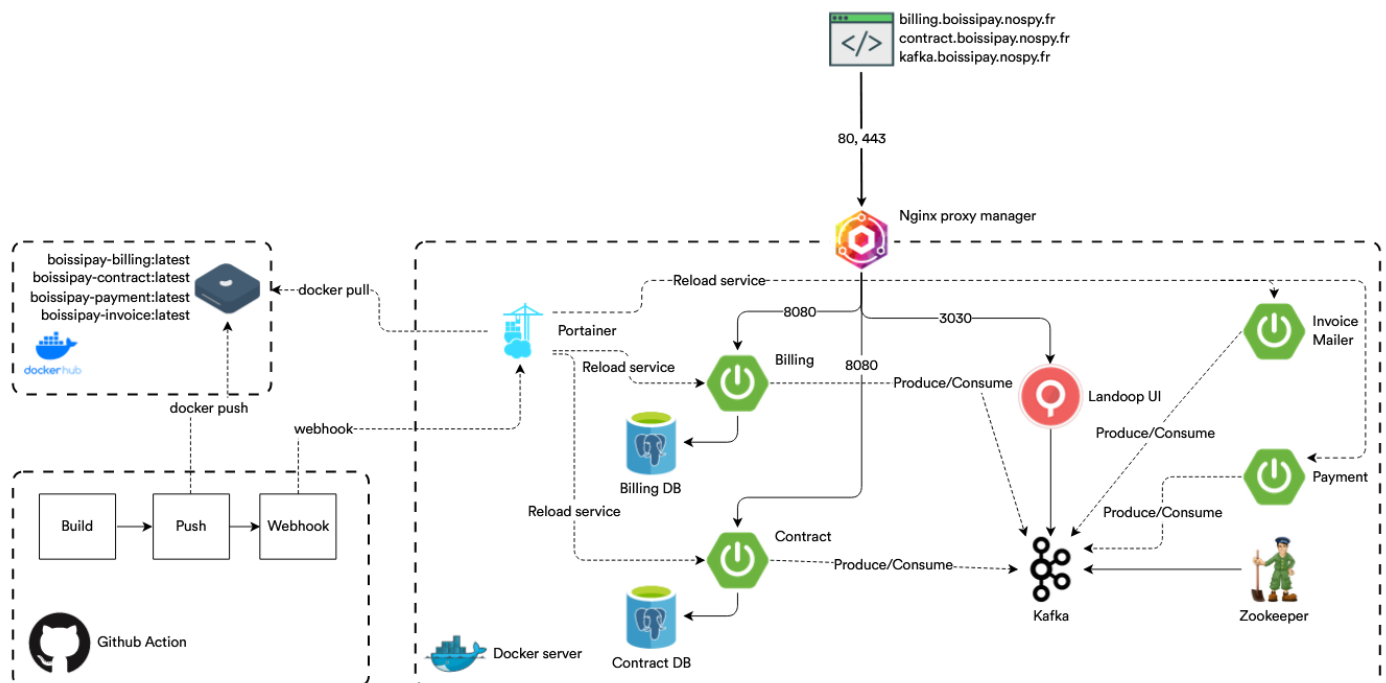 billing.boissipay.nospy.fr
contract.boissipay.nospy.fr
kafka.boissipay.nospy.fr
</>
80, 443
Nginx proxy manager
boissipay-billing:latest
boissipay-contract:latest
boissipay-payment:latest
boissipay-invoice:latest
dockerhub
docker pull
Portainer
Reload service
8080
3030
Invoice
Mailer
Reload service
Billing
8080
Produce/Consume
Landoop UI
docker push
webhook
Produce/Consume
Billing DB
Payment
Build
Push
Webhook
Reload service
Contract
Produce/Consume
Produce/Consume
Kafka
Zookeeper
Github Action
Docker server
Contract DB